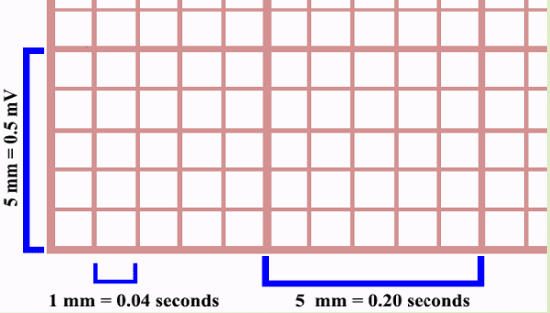 5 mm = 0.5 mV
1 mm = 0.04 seconds
5 mm = 0.20 seconds